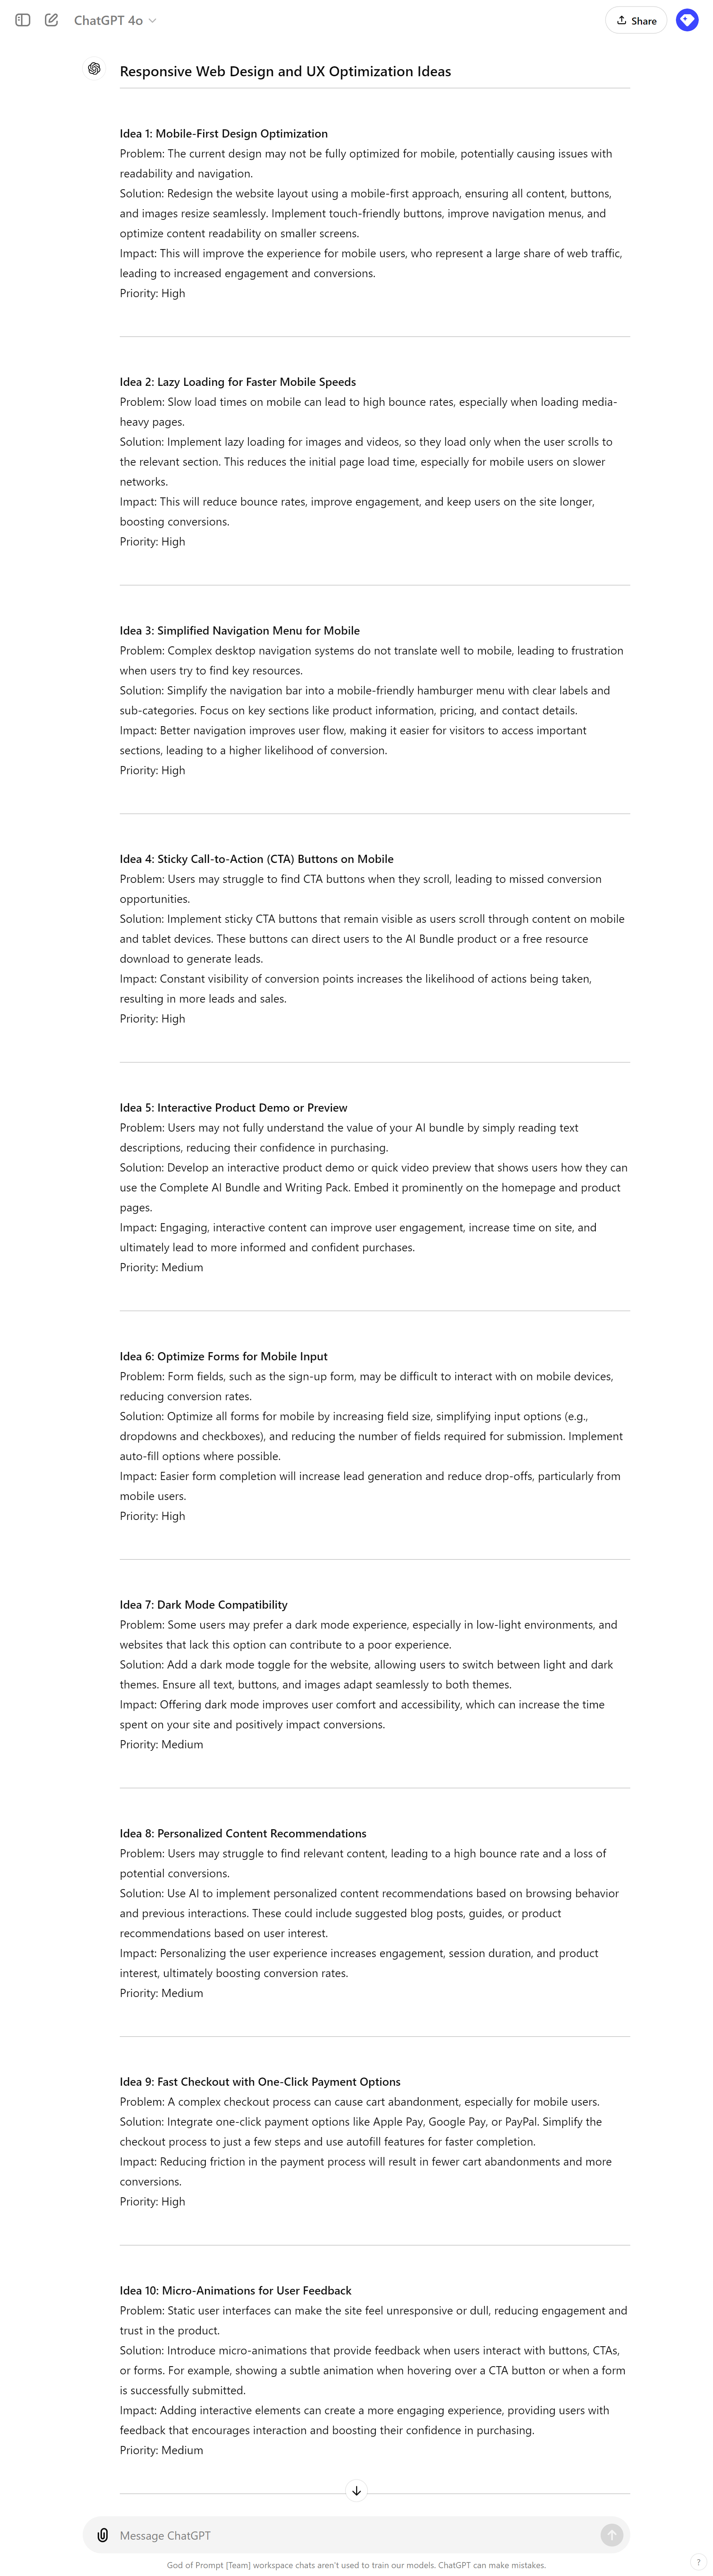 ChatGPT 4o
Share
Responsive Web Design and UX Optimization Ideas
Idea 1: Mobile-First Design Optimization
Problem: The current design may not be fully optimized for mobile, potentially causing issues with
readability and navigation.
Solution: Redesign the website layout using a mobile-first approach, ensuring all content, buttons,
and images resize seamlessly. Implement touch-friendly buttons, improve navigation menus, and
optimize content readability on smaller screens.
Impact: This will improve the experience for mobile users, who represent a large share of web traffic,
leading to increased engagement and conversions.
Priority: High
Idea 2: Lazy Loading for Faster Mobile Speeds
Problem: Slow load times on mobile can lead to high bounce rates, especially when loading media-
heavy pages.
Solution: Implement lazy loading for images and videos, so they load only when the user scrolls to
the relevant section. This reduces the initial page load time, especially for mobile users on slower
networks.
Impact: This will reduce bounce rates, improve engagement, and keep users on the site longer,
boosting conversions.
Priority: High
Idea 3: Simplified Navigation Menu for Mobile
Problem: Complex desktop navigation systems do not translate well to mobile, leading to frustration
when users try to find key resources.
Solution: Simplify the navigation bar into a mobile-friendly hamburger menu with clear labels and
sub-categories. Focus on key sections like product information, pricing, and contact details.
Impact: Better navigation improves user flow, making it easier for visitors to access important
sections, leading to a higher likelihood of conversion.
Priority: High
Idea 4: Sticky Call-to-Action (CTA) Buttons on Mobile
Problem: Users may struggle to find CTA buttons when they scroll, leading to missed conversion
opportunities.
Solution: Implement sticky CTA buttons that remain visible as users scroll through content on mobile
and tablet devices. These buttons can direct users to the AI Bundle product or a free resource
download to generate leads.
Impact: Constant visibility of conversion points increases the likelihood of actions being taken,
resulting in more leads and sales.
Priority: High
Idea 5: Interactive Product Demo or Preview
Problem: Users may not fully understand the value of your AI bundle by simply reading text
descriptions, reducing their confidence in purchasing.
Solution: Develop an interactive product demo or quick video preview that shows users how they can
use the Complete AI Bundle and Writing Pack. Embed it prominently on the homepage and product
pages.
Impact: Engaging, interactive content can improve user engagement, increase time on site, and
ultimately lead to more informed and confident purchases.
Priority: Medium
Idea 6: Optimize Forms for Mobile Input
Problem: Form fields, such as the sign-up form, may be difficult to interact with on mobile devices,
reducing conversion rates.
Solution: Optimize all forms for mobile by increasing field size, simplifying input options (e.g.,
dropdowns and checkboxes), and reducing the number of fields required for submission. Implement
auto-fill options where possible.
Impact: Easier form completion will increase lead generation and reduce drop-offs, particularly from
mobile users.
Priority: High
Idea 7: Dark Mode Compatibility
Problem: Some users may prefer a dark mode experience, especially in low-light environments, and
websites that lack this option can contribute to a poor experience.
Solution: Add a dark mode toggle for the website, allowing users to switch between light and dark
themes. Ensure all text, buttons, and images adapt seamlessly to both themes.
Impact: Offering dark mode improves user comfort and accessibility, which can increase the time
spent on your site and positively impact conversions.
Priority: Medium
Idea 8: Personalized Content Recommendations
Problem: Users may struggle to find relevant content, leading to a high bounce rate and a loss of
potential conversions.
Solution: Use AI to implement personalized content recommendations based on browsing behavior
and previous interactions. These could include suggested blog posts, guides, or product
recommendations based on user interest.
Impact: Personalizing the user experience increases engagement, session duration, and product
interest, ultimately boosting conversion rates.
Priority: Medium
Idea 9: Fast Checkout with One-Click Payment Options
Problem: A complex checkout process can cause cart abandonment, especially for mobile users.
Solution: Integrate one-click payment options like Apple Pay, Google Pay, or PayPal. Simplify the
checkout process to just a few steps and use autofill features for faster completion.
Impact: Reducing friction in the payment process will result in fewer cart abandonments and more
conversions.
Priority: High
Idea 10: Micro-Animations for User Feedback
Problem: Static user interfaces can make the site feel unresponsive or dull, reducing engagement and
trust in the product.
Solution: Introduce micro-animations that provide feedback when users interact with buttons, CTAs,
or forms. For example, showing a subtle animation when hovering over a CTA button or when a form
is successfully submitted.
Impact: Adding interactive elements can create a more engaging experience, providing users with
feedback that encourages interaction and boosting their confidence in purchasing.
Priority: Medium
Message ChatGPT
God of Prompt [Team] workspace chats aren't used to train our models. ChatGPT can make mistakes.
?